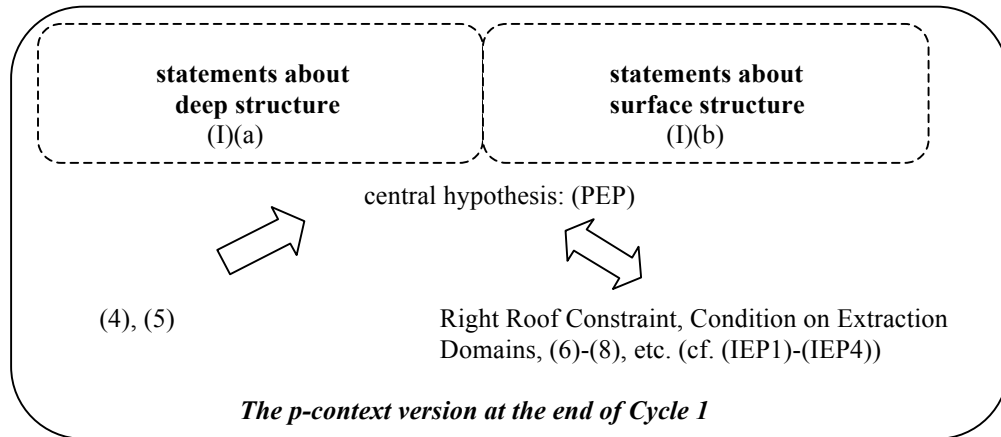 statements about
deep structure
(I)(a)
statements about
surface structure
(I)(b)
central hypothesis: (PEP)
(4), (5)
Right Roof Constraint, Condition on Extraction
Domains, (6)-(8), etc. (cf. (IEP1)-(IEP4))
The p-context version at the end of Cycle 1